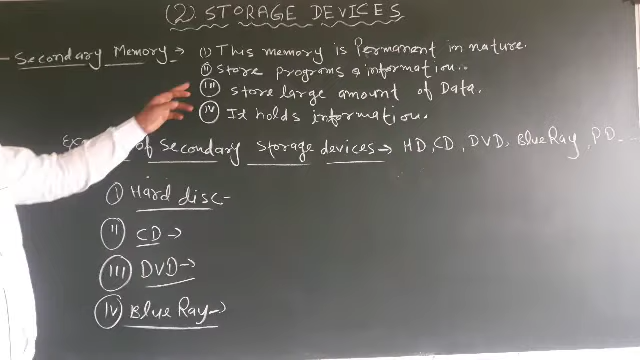 (2) STORAGE DEVICES
- Secondary Memory → (i) This memory is Permanent in nature.
(ii) Store programs & information.
(iii) Store large amount of Data.
(iv) It holds information.
of Secondary Storage devices → HD, CD, DVD, BlueRay, PD...
(i) Hard disc-
(ii) CD →
(iii) DVD →
(iv) Blue Ray →